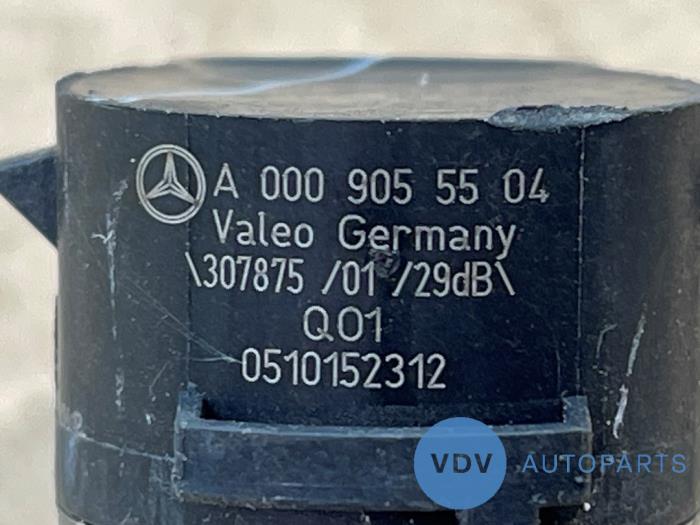 A 000 905 55 04
Valeo Germany
\307875 /01 /29dB\
Q01
0510152312
VDV AUTOPARTS